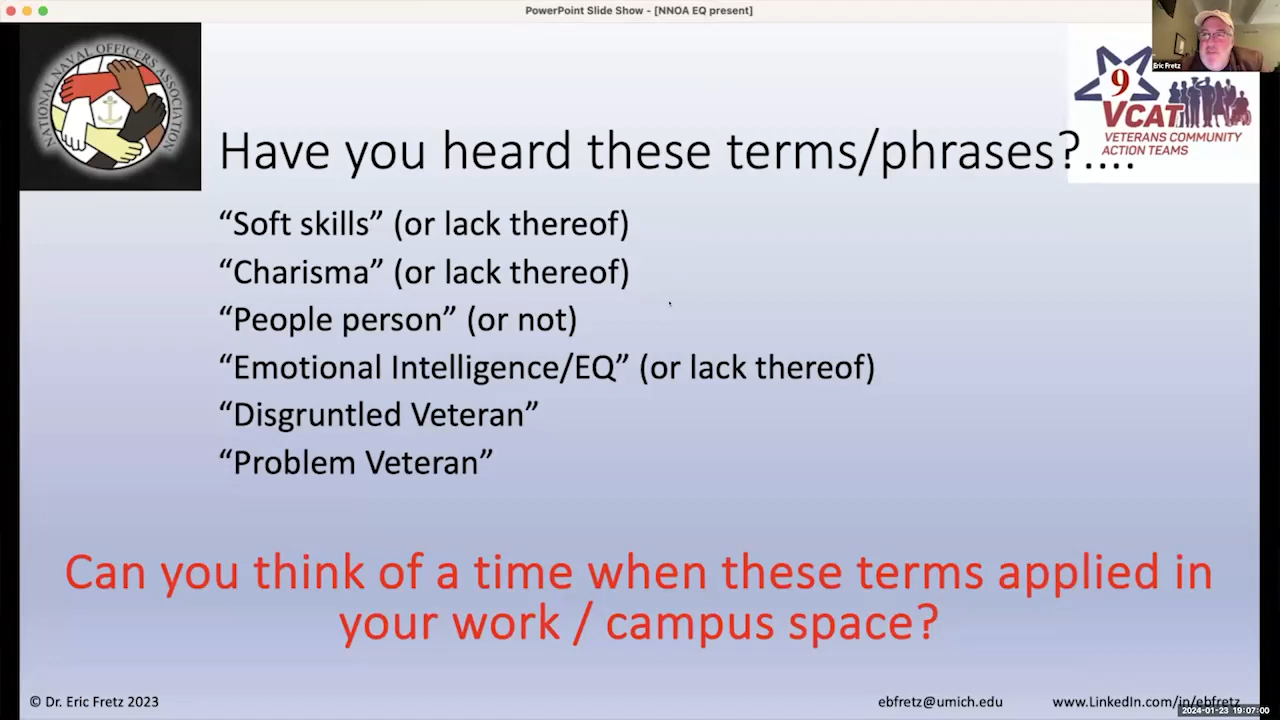 PowerPoint Slide Show - [NNOA EQ present]
Eric Fretz
NATIONAL NAVAL OFFICERS ASSOCIATION
9
VCAT
VETERANS COMMUNITY
ACTION TEAMS
Have you heard these terms/phrases?....
“Soft skills” (or lack thereof)
“Charisma” (or lack thereof)
“People person” (or not)
“Emotional Intelligence/EQ” (or lack thereof)
“Disgruntled Veteran”
“Problem Veteran”
Can you think of a time when these terms applied in
your work / campus space?
© Dr. Eric Fretz 2023
ebfretz@umich.edu
www.LinkedIn.com/in/ebfretz
2024-01-23 19:07:00